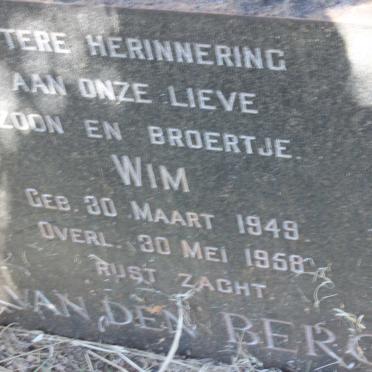 TERE HERINNERING
AAN ONZE LIEVE
ZOON EN BROERTJE.
WIM
GEB. 30 MAART 1949
OVERL. 30 MEI 1958
RUST ZACHT
VAN DEN BERG